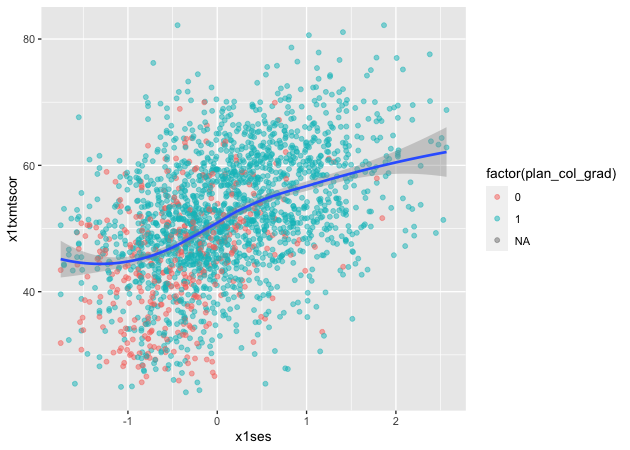 80
60
40
x1txmtscor
-1 0 1 2
x1ses
factor(plan_col_grad)
0
1
NA